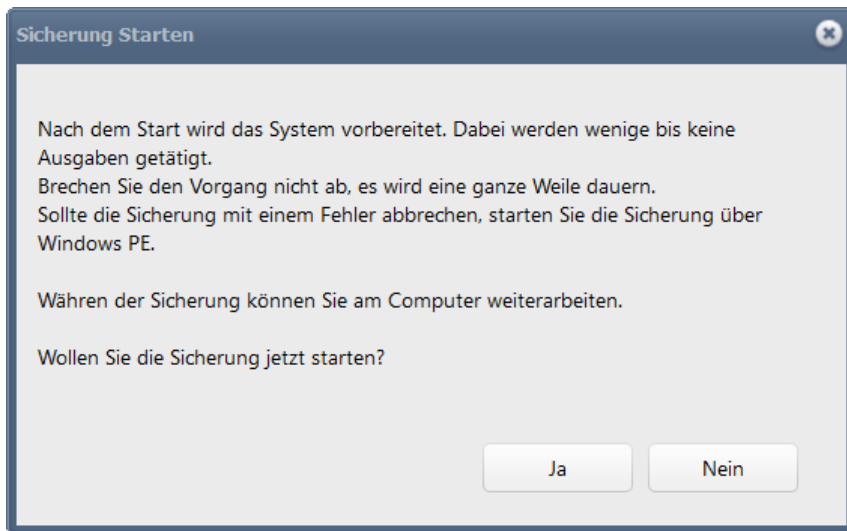 Sicherung Starten
Nach dem Start wird das System vorbereitet. Dabei werden wenige bis keine
Ausgaben getätigt.
Brechen Sie den Vorgang nicht ab, es wird eine ganze Weile dauern.
Sollte die Sicherung mit einem Fehler abbrechen, starten Sie die Sicherung über
Windows PE.
Währen der Sicherung können Sie am Computer weiterarbeiten.
Wollen Sie die Sicherung jetzt starten?
Ja Nein